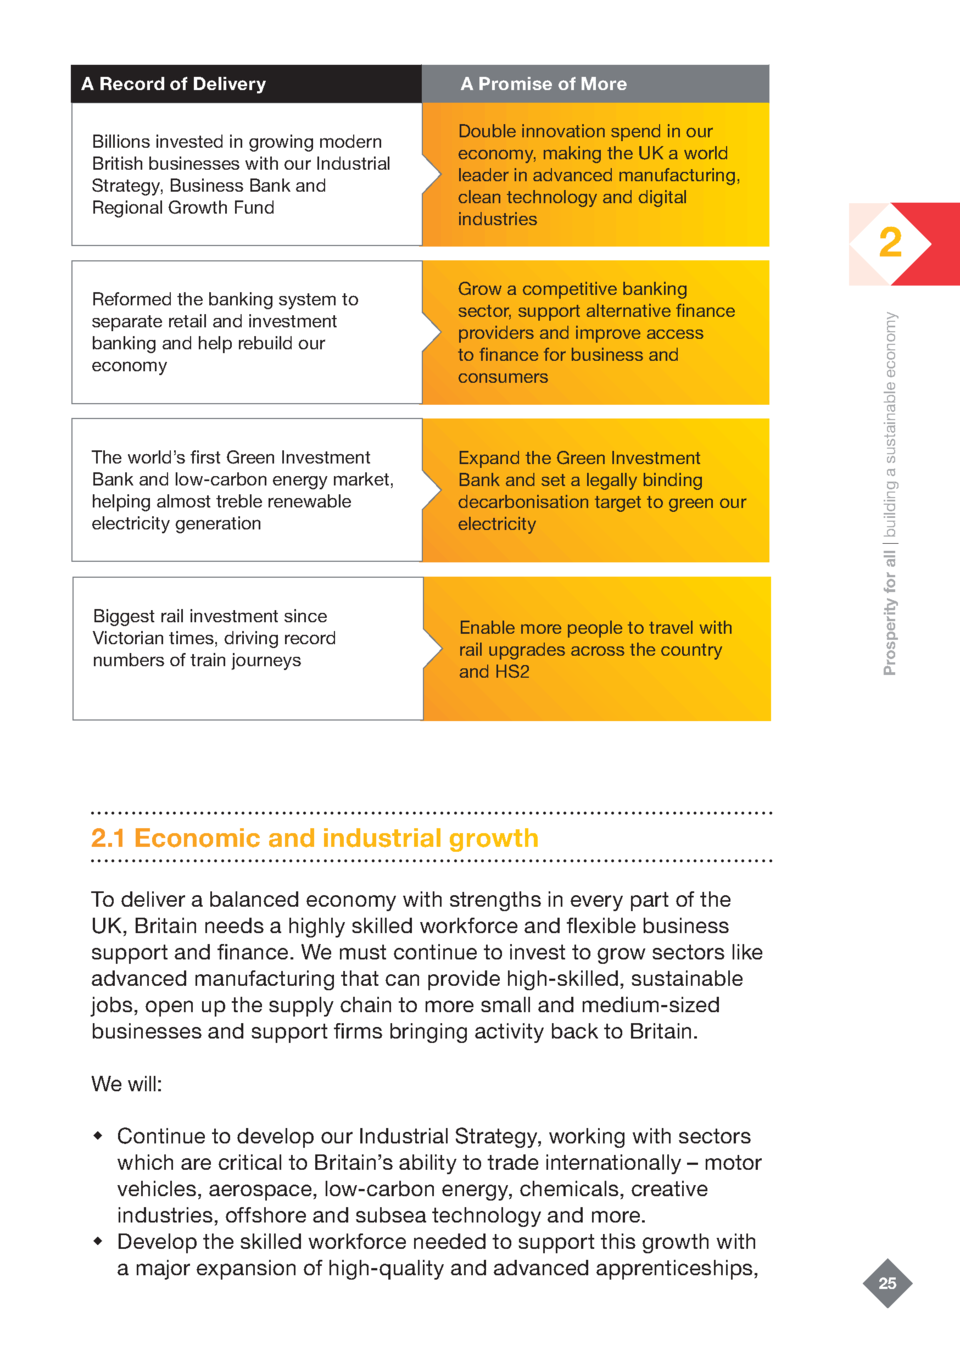 A Record of Delivery
A Promise of More
Billions invested in growing modern
British businesses with our Industrial
Strategy, Business Bank and
Regional Growth Fund
Double innovation spend in our
economy, making the UK a world
leader in advanced manufacturing,
clean technology and digital
industries
Reformed the banking system to
separate retail and investment
banking and help rebuild our
economy
Grow a competitive banking
sector, support alternative finance
providers and improve access
to finance for business and
consumers
The world’s first Green Investment
Bank and low-carbon energy market,
helping almost treble renewable
electricity generation
Expand the Green Investment
Bank and set a legally binding
decarbonisation target to green our
electricity
Biggest rail investment since
Victorian times, driving record
numbers of train journeys
Enable more people to travel with
rail upgrades across the country
and HS2
2
Prosperity for all | building a sustainable economy
2.1 Economic and industrial growth
To deliver a balanced economy with strengths in every part of the
UK, Britain needs a highly skilled workforce and flexible business
support and finance. We must continue to invest to grow sectors like
advanced manufacturing that can provide high-skilled, sustainable
jobs, open up the supply chain to more small and medium-sized
businesses and support firms bringing activity back to Britain.
We will:
◆ Continue to develop our Industrial Strategy, working with sectors
which are critical to Britain’s ability to trade internationally – motor
vehicles, aerospace, low-carbon energy, chemicals, creative
industries, offshore and subsea technology and more.
◆ Develop the skilled workforce needed to support this growth with
a major expansion of high-quality and advanced apprenticeships,
25